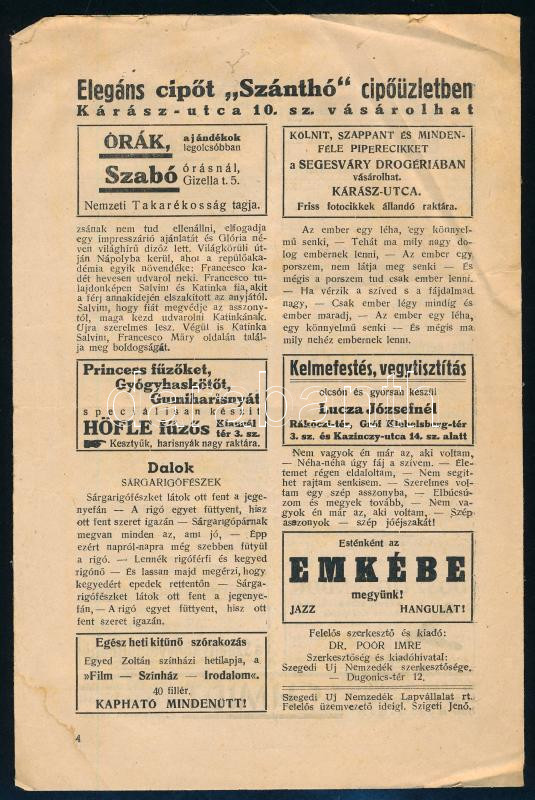 Elegáns cipőt „Szánthó“ cipőüzletben
Kárász-utca 10. sz. vásárolhat
ÓRÁK, ajándékok
legolcsóbban
Szabó órásnál,
Gizella t. 5.
Nemzeti Takarékosság tagja.
zsának nem tud ellenállni, elfogadja
egy impresszárió ajánlatát és Glória né-
ven világhírű dizőz lett. Világkörüli út-
ján Nápolyba kerül, ahol a repülőaka-
démia egyik növendéke: Francesco ka-
dét hevesen udvarol neki. Francesco tu-
lajdonképen Salvini és Katinka fia, akit
a férj annakidején elszakított az anyjától.
Salvini, hogy fiát megvédje az asszony-
tól, maga kezd udvarolni Katinkának.
Ujra szerelmes lesz. Végül is Katinka
Salvini, Francesco Máry oldalán talál-
ja meg boldogságát.
Princess fűzőket,
Gyógyhaskötőt,
Gumiharisnyát
speciálisan készít
HÖFLE fűzős Klauzál
tér 3. sz.
Kesztyűk, harisnyák nagy raktára.
Dalok
SÁRGARIGÓFÉSZEK
Sárgarigófészket látok ott fent a jege-
nyefán — A rigó egyet füttyent, hisz
ott fent szeret igazán — Sárgarigópárnak
megvan minden az, ami jó, — Épp
ezért napról-napra még szebben fütyül
a rigó. — Lennék rigóférfi és kegyed
rigónő — És lassan majd megérzi, hogy
kegyedért epedek rettentőn — Sárga-
rigófészket látok ott fent a jegenye-
fán, — A rigó egyet füttyent, hisz ott
fent szeret igazán.
Egész heti kitünő szórakozás
Egyed Zoltán színházi hetilapja, a
»Film — Színház — Irodalom«.
40 fillér.
KAPHATÓ MINDENÜTT!
4
KÖLNIT, SZAPPANT ÉS MINDEN-
FÉLE PIPERECIKKET
a SEGESVÁRY DROGÉRIÁBAN
vásárolhat.
KÁRÁSZ-UTCA.
Friss fotocikkek állandó raktára.
Az ember egy léha, egy könnyel-
mű senki, — Tehát ma mily nagy do-
log embernek lenni, — Az ember egy
porszem, nem látja meg senki — És
mégis a porszem tud csak ember lenni.
— Ha vérzik a szíved s a fájdalmad
nagy, — Csak ember légy mindig és
ember maradj, — Az ember egy léha,
egy könnyelmű senki — És mégis ma
mily nehéz embernek lenni.
Kelmefestés, vegytisztítás
olcsón és gyorsan készül
Lucza Józsefnél
Rákóczi-tér, Gróf Klebelsberg-tér
3. sz. és Kazinczy-utca 14. sz. alatt
Nem vagyok én már az, aki voltam,
— Néha-néha úgy fáj a szívem. — Éle-
temet régen eldaloltam, — Nem segít-
het rajtam senkisem. — Szerelmes vol-
tam egy szép asszonyba, — Elbúcsú-
zom és megyek tovább, — Nem va-
gyok én már az, aki voltam, — Szép
asszonyok — szép jóéjszakát!
Esténként az
EMKÉBE
megyünk!
JAZZ HANGULAT!
Felelős szerkesztő és kiadó:
DR. POÓR IMRE
Szerkesztőség és kiadóhivatal:
Szegedi Uj Nemzedék szerkesztősége.
— Dugonics-tér 12.
Szegedi Uj Nemzedék Lapvállalat rt.
Felelős üzemvezető ideigl. Szigeti Jenő.